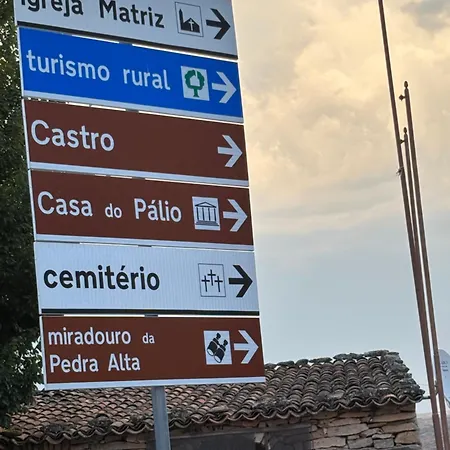 Igreja Matriz
turismo rural
Castro
Casa do Pálio
cemitério
miradouro da
Pedra Alta